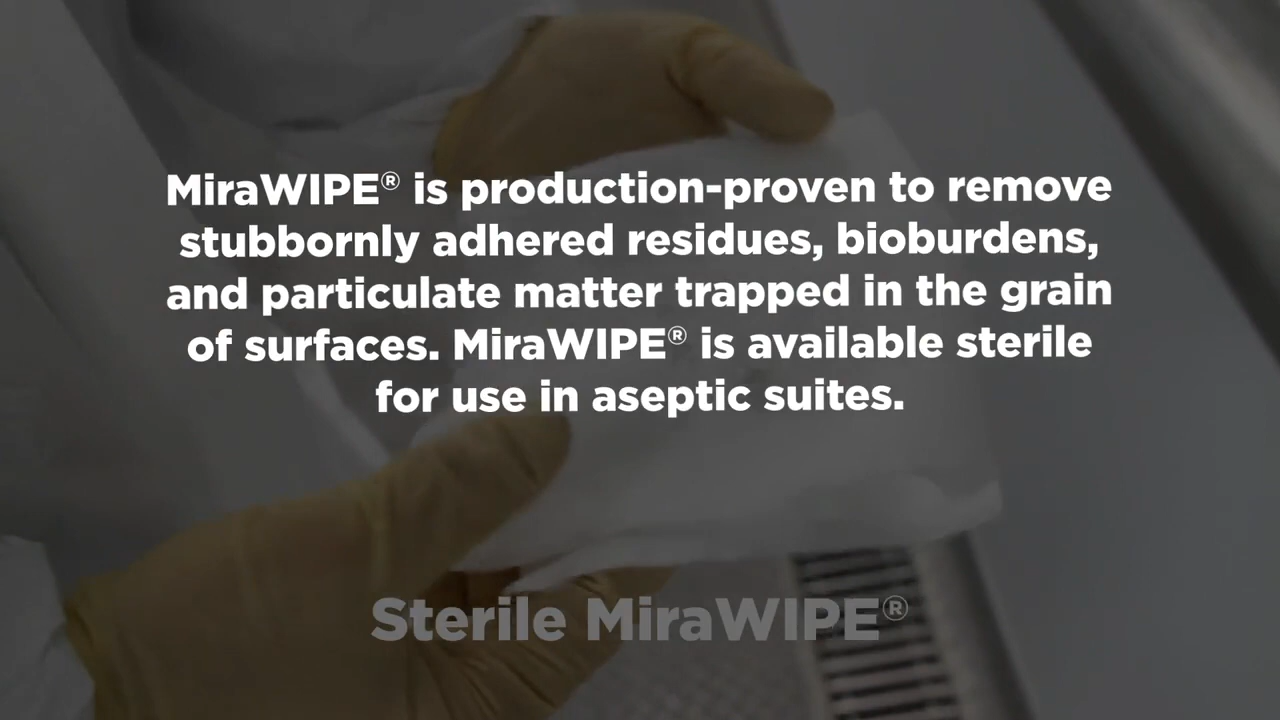 MiraWIPE® is production-proven to remove
stubbornly adhered residues, bioburdens,
and particulate matter trapped in the grain
of surfaces. MiraWIPE® is available sterile
for use in aseptic suites.
Sterile MiraWIPE®